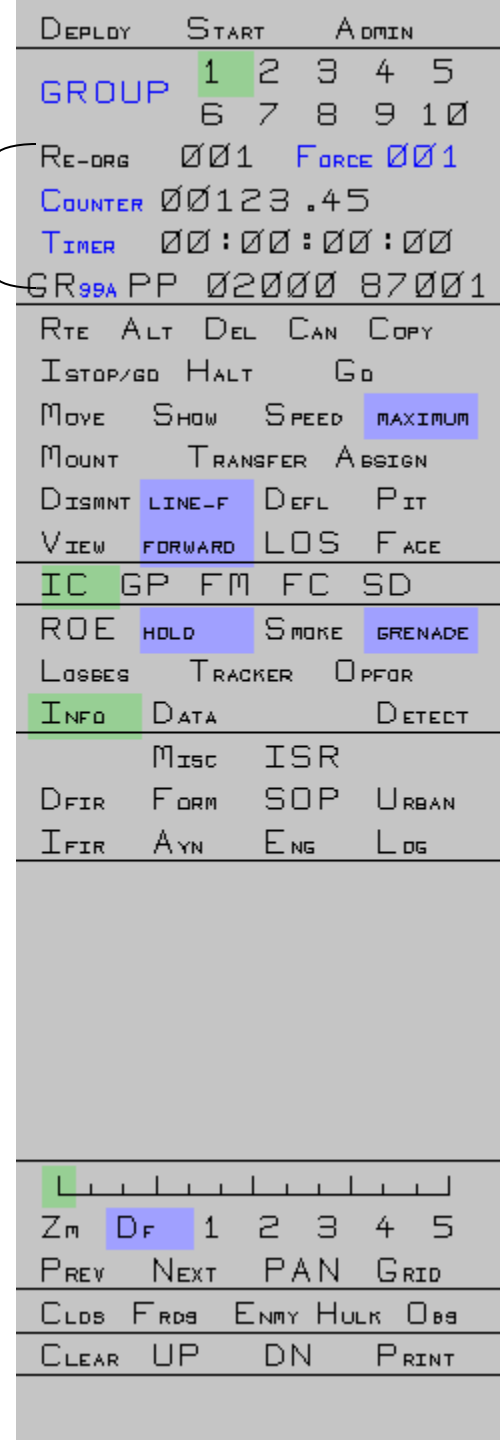 DEPLOY START ADMIN
GROUP 1 2 3 4 5
6 7 8 9 10
RE-ORG 001 FORCE 001
COUNTER 00123.45
TIMER 00:00:00:00
GR99A PP 02000 87001
RTE ALT DEL CAN COPY
ISTOP/GO HALT GO
MOVE SHOW SPEED MAXIMUM
MOUNT TRANSFER ASSIGN
DISMNT LINE-F DEFL PIT
VIEW FORWARD LOS FACE
IC GP FM FC SD
ROE HOLD SMOKE GRENADE
LOSSES TRACKER OPFOR
INFO DATA DETECT
MISC ISR
DFIR FORM SOP URBAN
IFIR AYN ENG LOG
ZM DF 1 2 3 4 5
PREV NEXT PAN GRID
CLDS FRDS ENMY HULK OBS
CLEAR UP DN PRINT